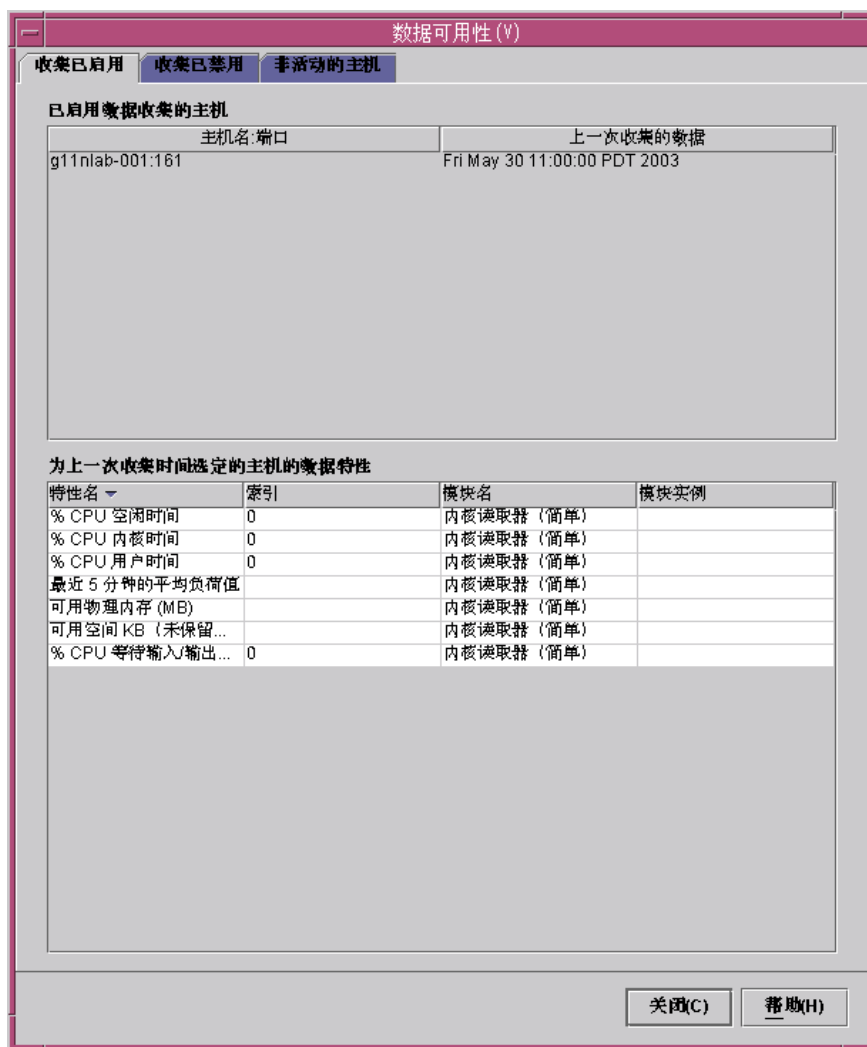 数据可用性(V)
收集已启用 收集已禁用 非活动的主机
已启用数据收集的主机
主机名:端口 上一次收集的数据
g11nlab-001:161 Fri May 30 11:00:00 PDT 2003
为上一次收集时间选定的主机的数据特性
特性名 索引 模块名 模块实例
% CPU 空闲时间 0 内核读取器（简单）
% CPU 内核时间 0 内核读取器（简单）
% CPU 用户时间 0 内核读取器（简单）
最近 5 分钟的平均负荷值 内核读取器（简单）
可用物理内存 (MB) 内核读取器（简单）
可用空间 KB（未保留... 内核读取器（简单）
% CPU 等待输入/输出... 0 内核读取器（简单）
关闭(C) 帮助(H)